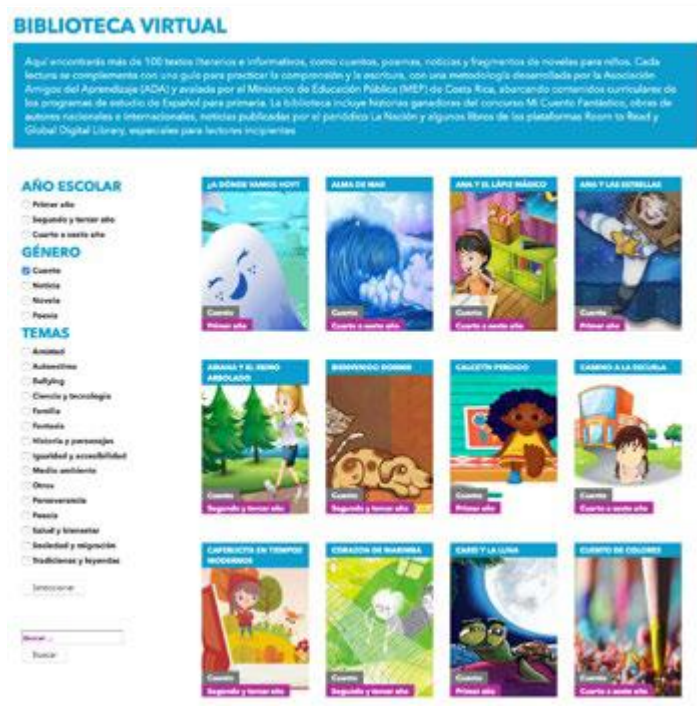 BIBLIOTECA VIRTUAL
Aquí encontrarás más de 100 textos literarios e informativos, como cuentos, poemas, noticias y fragmentos de novelas para niños. Cada
lectura se complementa con una guía para practicar la comprensión y la escritura, con una metodología desarrollada por la Asociación
Amigos del Aprendizaje (ADA) y avalada por el Ministerio de Educación Pública (MEP) de Costa Rica, abarcando contenidos curriculares de
los programas de estudio de Español para primaria. La biblioteca incluye historias ganadoras del concurso Mi Cuento Fantástico, obras de
autores nacionales e internacionales, noticias publicadas por el periódico La Nación y algunos libros de las plataformas Room to Read y
Global Digital Library, especiales para lectores incipientes
AÑO ESCOLAR
Primer año
Segundo y tercer año
Cuarto a sexto año
GÉNERO
Cuento
Noticia
Novela
Poesía
TEMAS
Amistad
Autoestima
Bullying
Ciencia y tecnología
Familia
Fantasía
Historia y personajes
Igualdad y accesibilidad
Medio ambiente
Otros
Perseverancia
Poesía
Salud y bienestar
Sociedad y migración
Tradiciones y leyendas
Seleccionar
Buscar ...
Buscar
¿A DÓNDE VAMOS HOY?
Cuento
Primer año
ALMA DE MAR
Cuento
Cuarto a sexto año
ANA Y EL LÁPIZ MÁGICO
Cuento
Cuarto a sexto año
ANA Y LAS ESTRELLAS
Cuento
Primer año
AIRANA Y EL REINO
ARBOLADO
Cuento
Segundo y tercer año
BIENVENIDO DOBBIE
Cuento
Segundo y tercer año
CALCETÍN PERDIDO
Cuento
Primer año
CAMINO A LA ESCUELA
Cuento
Cuarto a sexto año
CAPERUCITA EN TIEMPOS
MODERNOS
Cuento
Segundo y tercer año
CORAZÓN DE MARIMBA
Cuento
Segundo y tercer año
CARIS Y LA LUNA
Cuento
Primer año
CUENTO DE COLORES
Cuento
Cuarto a sexto año